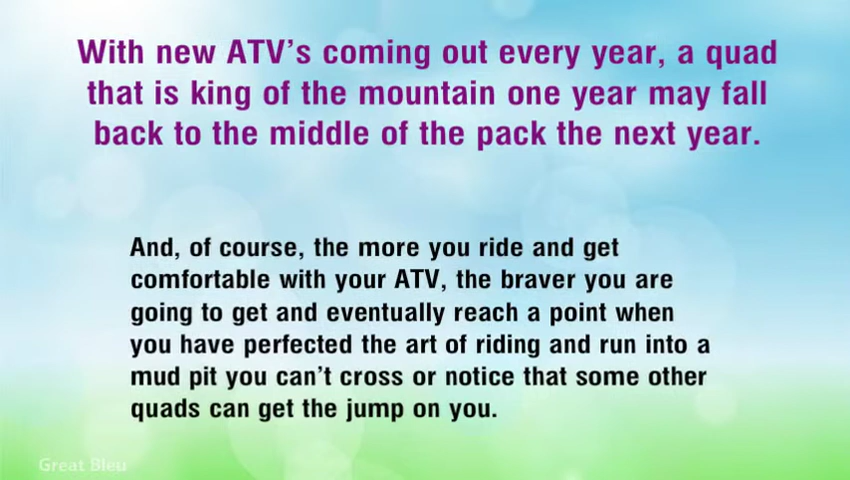 With new ATV's coming out every year, a quad
that is king of the mountain one year may fall
back to the middle of the pack the next year.
And, of course, the more you ride and get
comfortable with your ATV, the braver you are
going to get and eventually reach a point when
you have perfected the art of riding and run into a
mud pit you can't cross or notice that some other
quads can get the jump on you.
Great Bleu